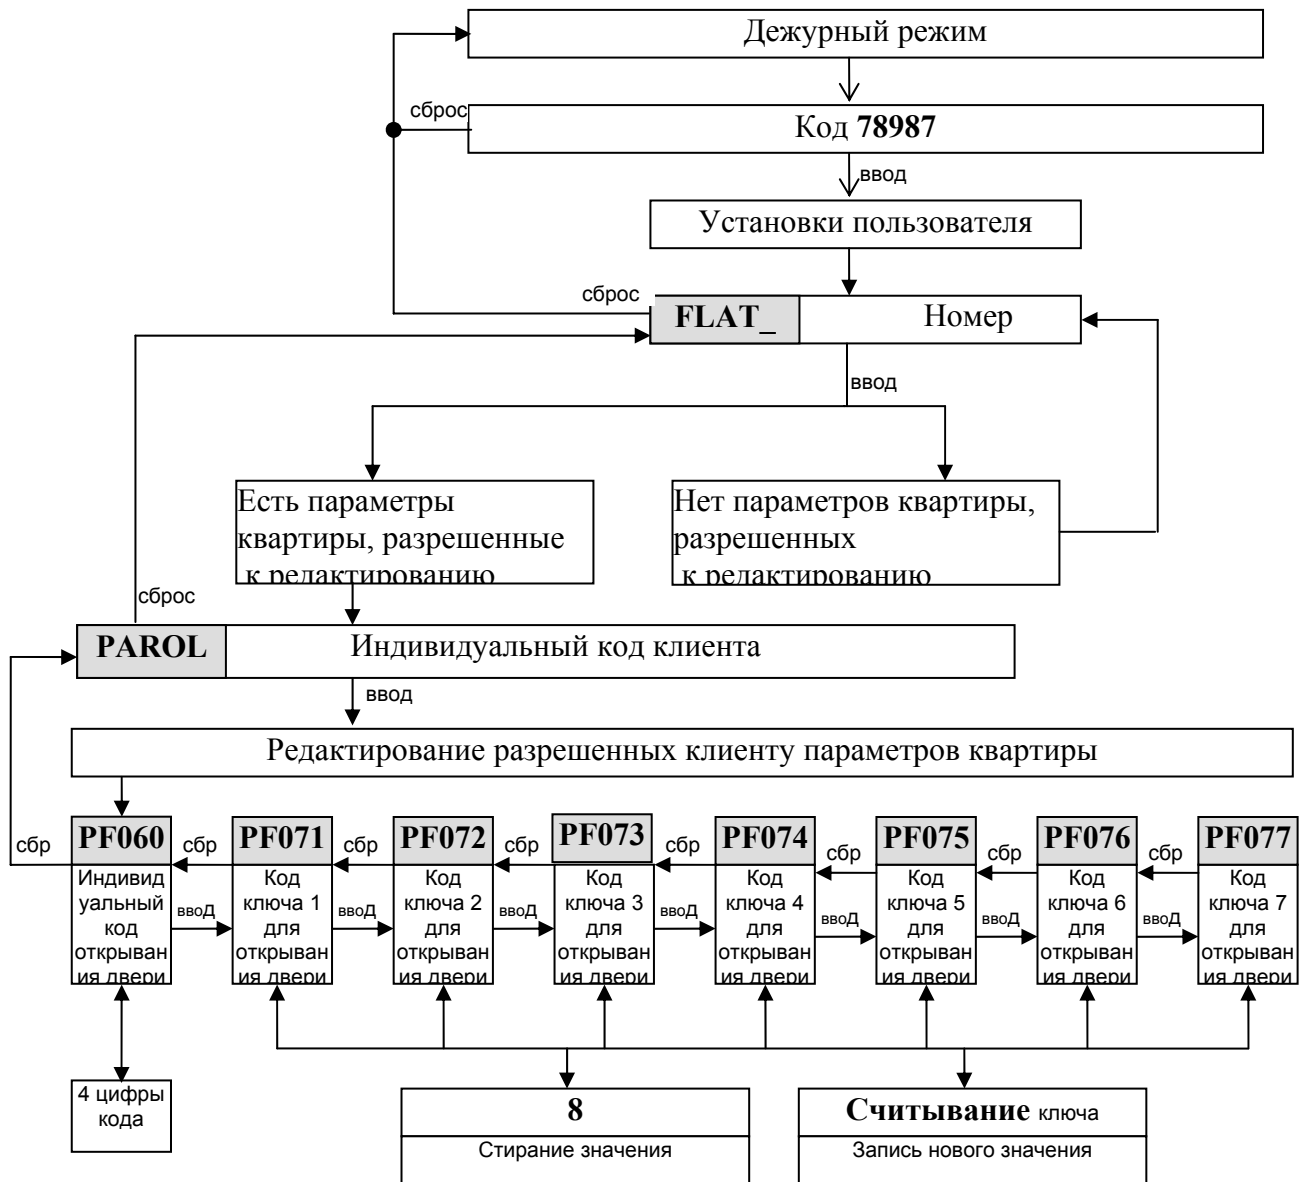 Дежурный режим
сброс
Код 78987
ввод
Установки пользователя
сброс
FLAT_ Номер
ввод
Есть параметры
квартиры, разрешенные
к редактированию
Нет параметров квартиры,
разрешенных
к редактированию
сброс
PAROL Индивидуальный код клиента
ввод
Редактирование разрешенных клиенту параметров квартиры
сбр PF060 сбр PF071 сбр PF072 сбр PF073 сбр PF074 сбр PF075 сбр PF076 сбр PF077
Индивид
уальный
код
открыван
ия двери
ввод
Код
ключа 1
для
открыван
ия двери
ввод
Код
ключа 2
для
открыван
ия двери
ввод
Код
ключа 3
для
открыван
ия двери
ввод
Код
ключа 4
для
открыван
ия двери
ввод
Код
ключа 5
для
открыван
ия двери
ввод
Код
ключа 6
для
открыван
ия двери
ввод
Код
ключа 7
для
открыван
ия двери
4 цифры
кода
8
Стирание значения
Считывание ключа
Запись нового значения